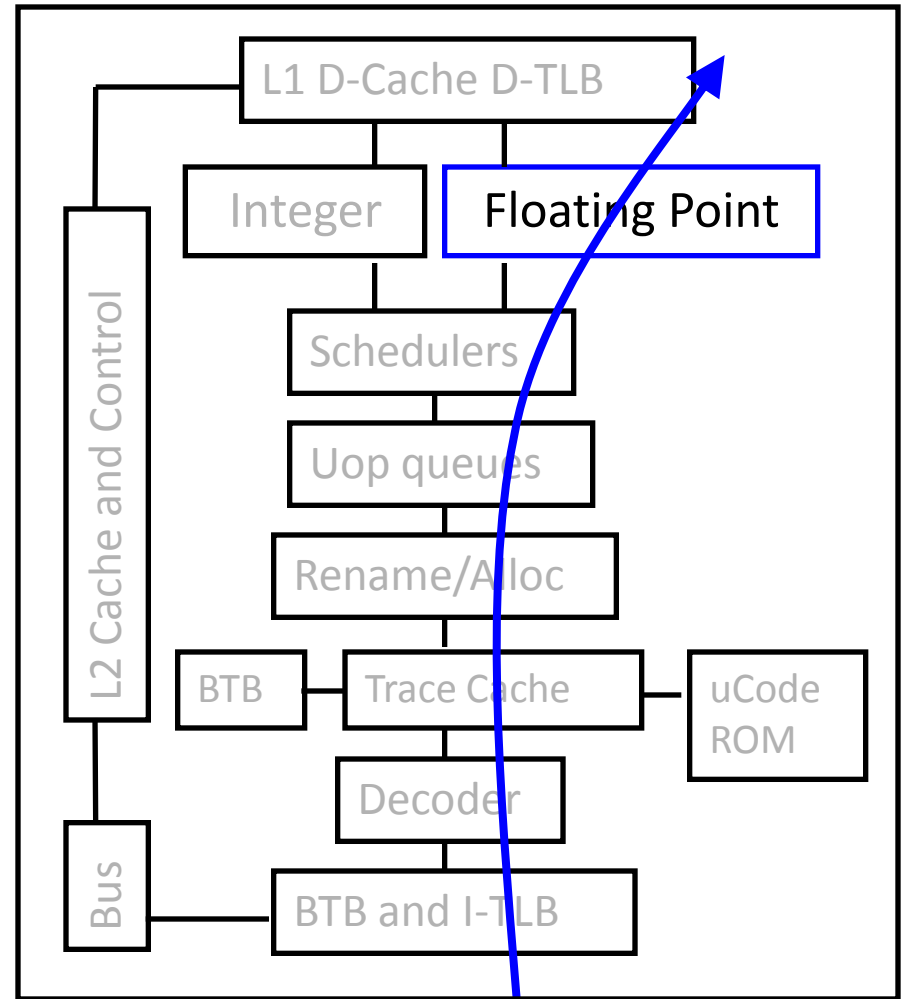 L1 D-Cache D-TLB
Integer
Floating Point
L2 Cache and Control
Schedulers
Uop queues
Rename/Alloc
BTB
Trace Cache
uCode
ROM
Decoder
Bus
BTB and I-TLB